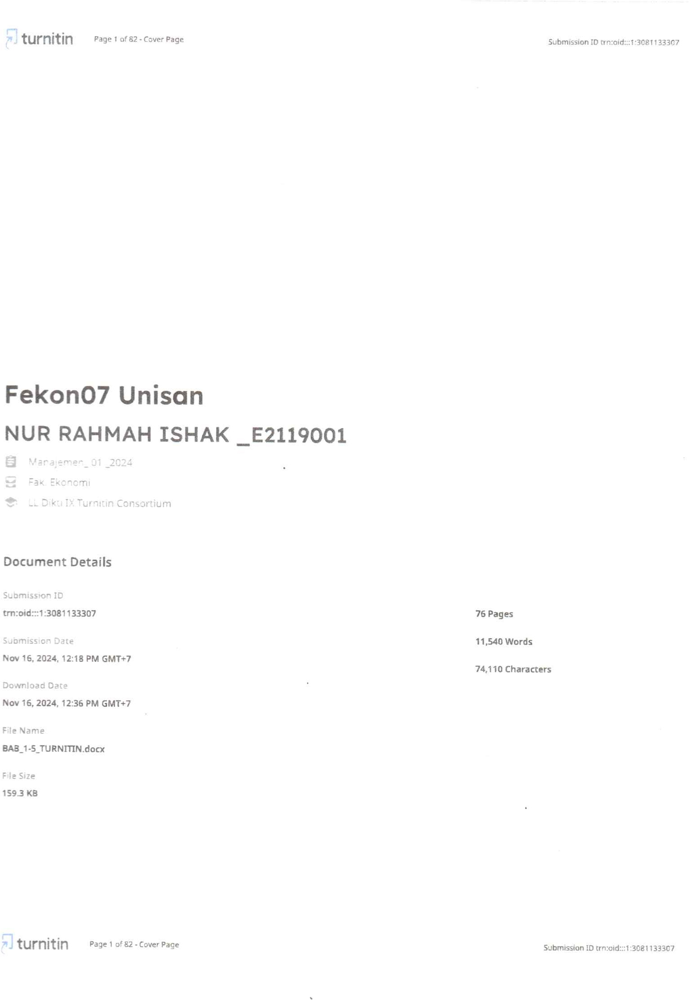 turnitin Page 1 of 82 - Cover Page Submission ID trn:oid:::1:3081133307
Fekon07 Unisan
NUR RAHMAH ISHAK _E2119001
Manajemen_ 01 _2024
Fak. Ekonomi
LL Dikti IX Turnitin Consortium
Document Details
Submission ID
trn:oid:::1:3081133307
76 Pages
Submission Date
11,540 Words
Nov 16, 2024, 12:18 PM GMT+7
74,110 Characters
Download Date
Nov 16, 2024, 12:36 PM GMT+7
File Name
BAB_1-5_TURNITIN.docx
File Size
159.3 KB
turnitin Page 1 of 82 - Cover Page Submission ID trn:oid:::1:3081133307